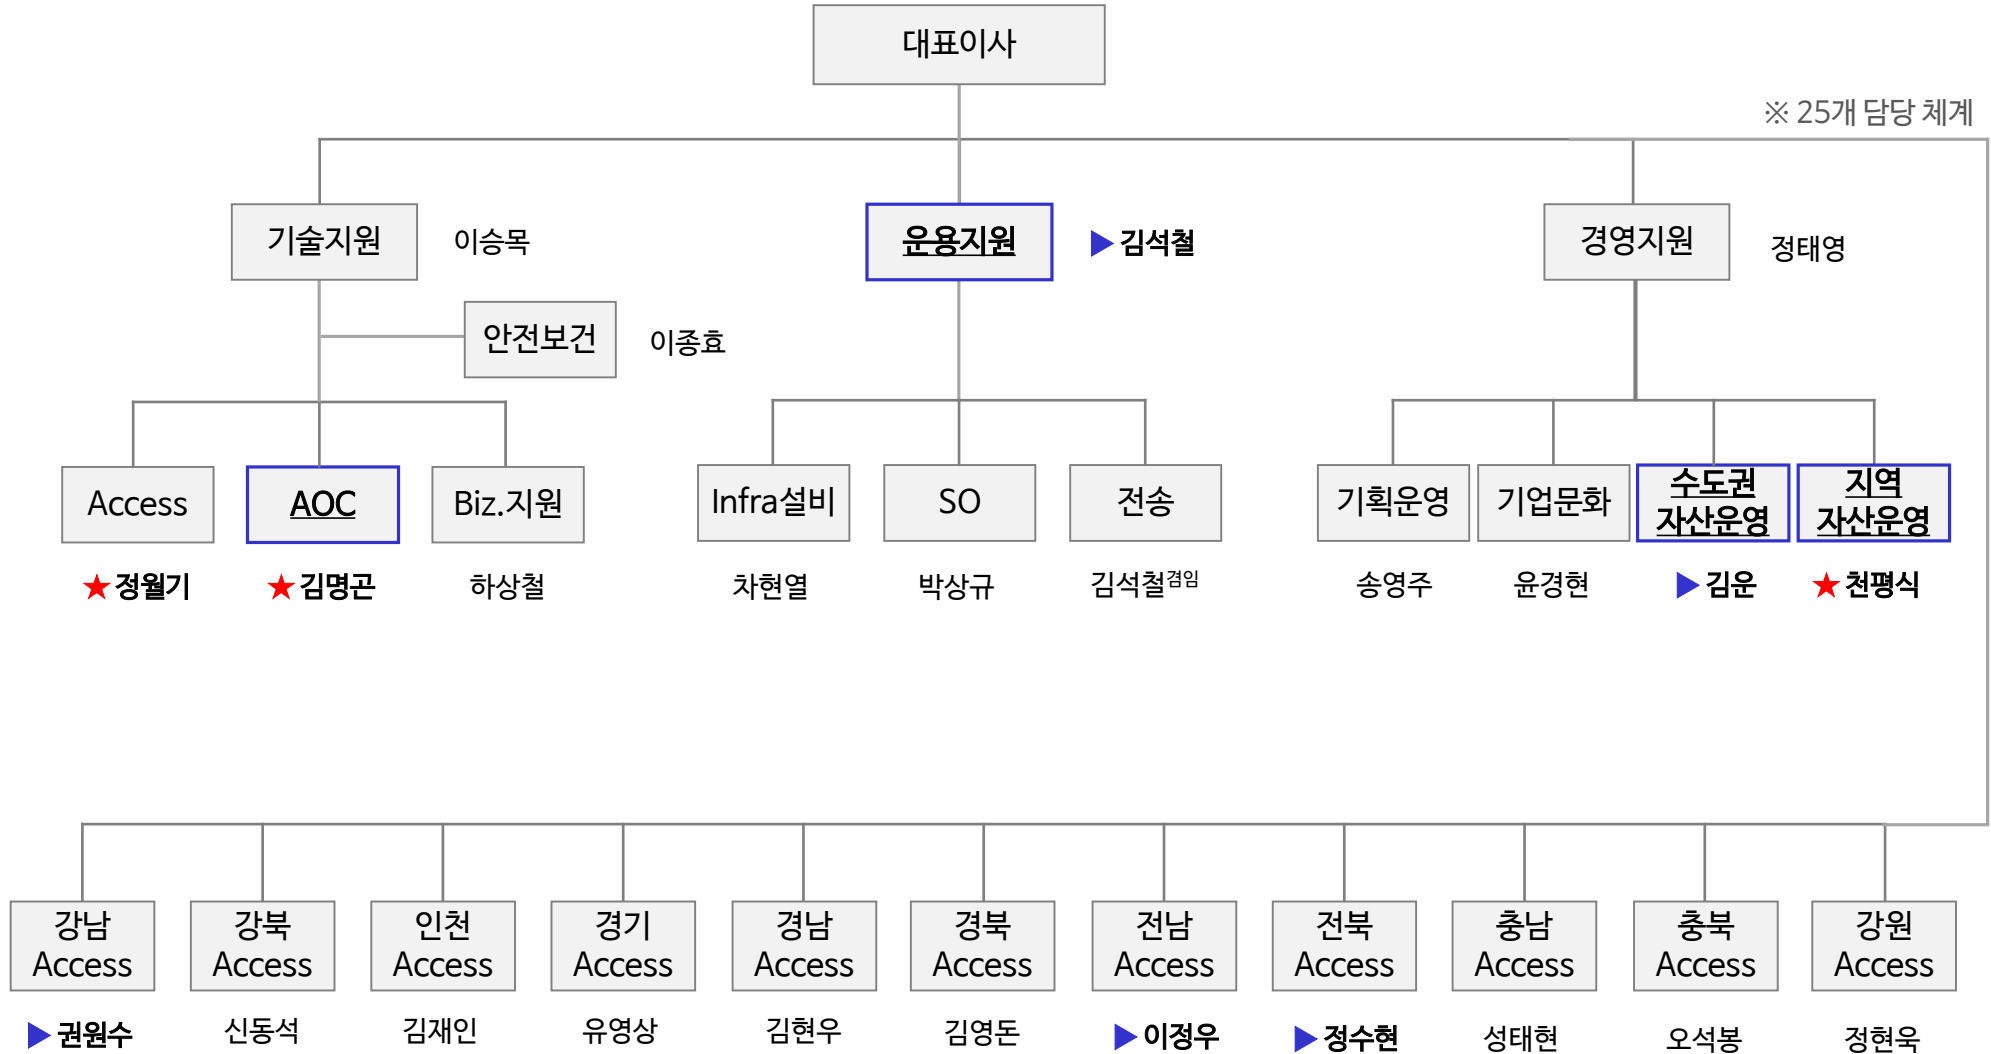 대표이사
※ 25개 담당 체계
기술지원
이승목
운용지원
▶ 김석철
경영지원
정태영
안전보건
이종효
Access
AOC
Biz.지원
Infra설비
SO
전송
기획운영
기업문화
수도권
자산운영
지역
자산운영
★ 정월기
★ 김명곤
하상철
차현열
박상규
김석철겸임
송영주
윤경현
▶ 김운
★ 천평식
강남
Access
강북
Access
인천
Access
경기
Access
경남
Access
경북
Access
전남
Access
전북
Access
충남
Access
충북
Access
강원
Access
▶ 권원수
신동석
김재인
유영상
김현우
김영돈
▶ 이정우
▶ 정수현
성태현
오석봉
정현욱